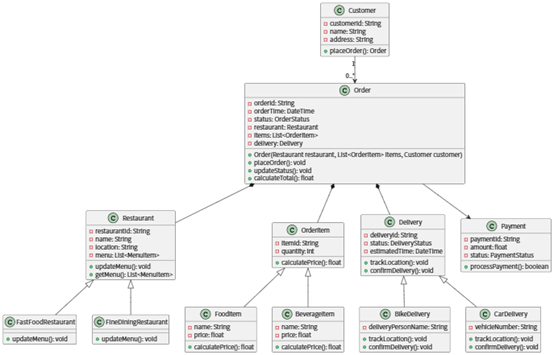 C Customer
customerId: String
name: String
address: String
placeOrder(): Order
1
0..*
C Order
orderId: String
orderTime: DateTime
status: OrderStatus
restaurant: Restaurant
items: List<OrderItem>
delivery: Delivery
Order(Restaurant restaurant, List<OrderItem> items, Customer customer)
placeOrder(): void
updateStatus(): void
calculateTotal(): float
C Restaurant
restaurantId: String
name: String
location: String
menu: List<MenuItem>
updateMenu(): void
getMenu(): List<MenuItem>
C OrderItem
itemId: String
quantity: int
calculatePrice(): float
C Delivery
deliveryId: String
status: DeliveryStatus
estimatedTime: DateTime
trackLocation(): void
confirmDelivery(): void
C Payment
paymentId: String
amount: float
status: PaymentStatus
processPayment(): boolean
C FastFoodRestaurant
updateMenu(): void
C FineDiningRestaurant
updateMenu(): void
C FoodItem
name: String
price: float
calculatePrice(): float
C BeverageItem
name: String
price: float
calculatePrice(): float
C BikeDelivery
deliveryPersonName: String
trackLocation(): void
confirmDelivery(): void
C CarDelivery
vehicleNumber: String
trackLocation(): void
confirmDelivery(): void